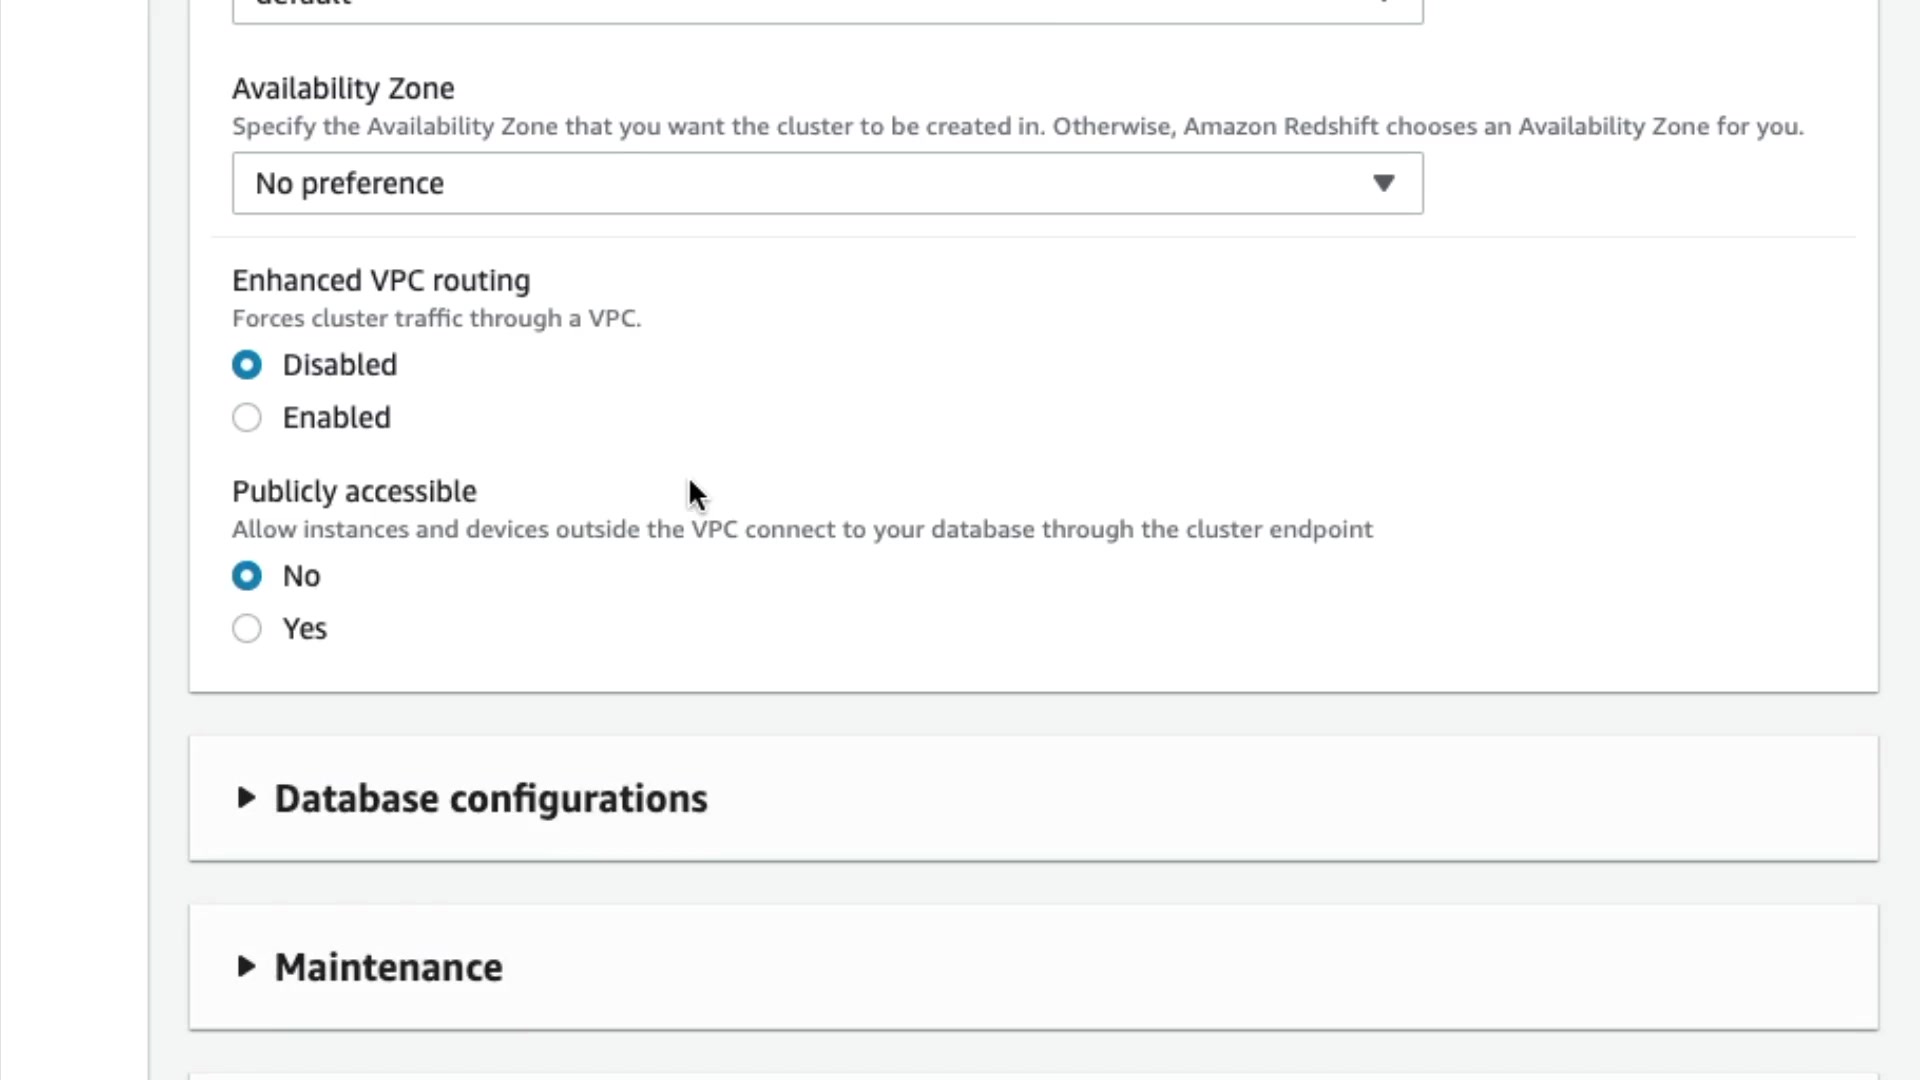 default
Availability Zone
Specify the Availability Zone that you want the cluster to be created in. Otherwise, Amazon Redshift chooses an Availability Zone for you.
No preference
Enhanced VPC routing
Forces cluster traffic through a VPC.
Disabled
Enabled
Publicly accessible
Allow instances and devices outside the VPC connect to your database through the cluster endpoint
No
Yes
Database configurations
Maintenance